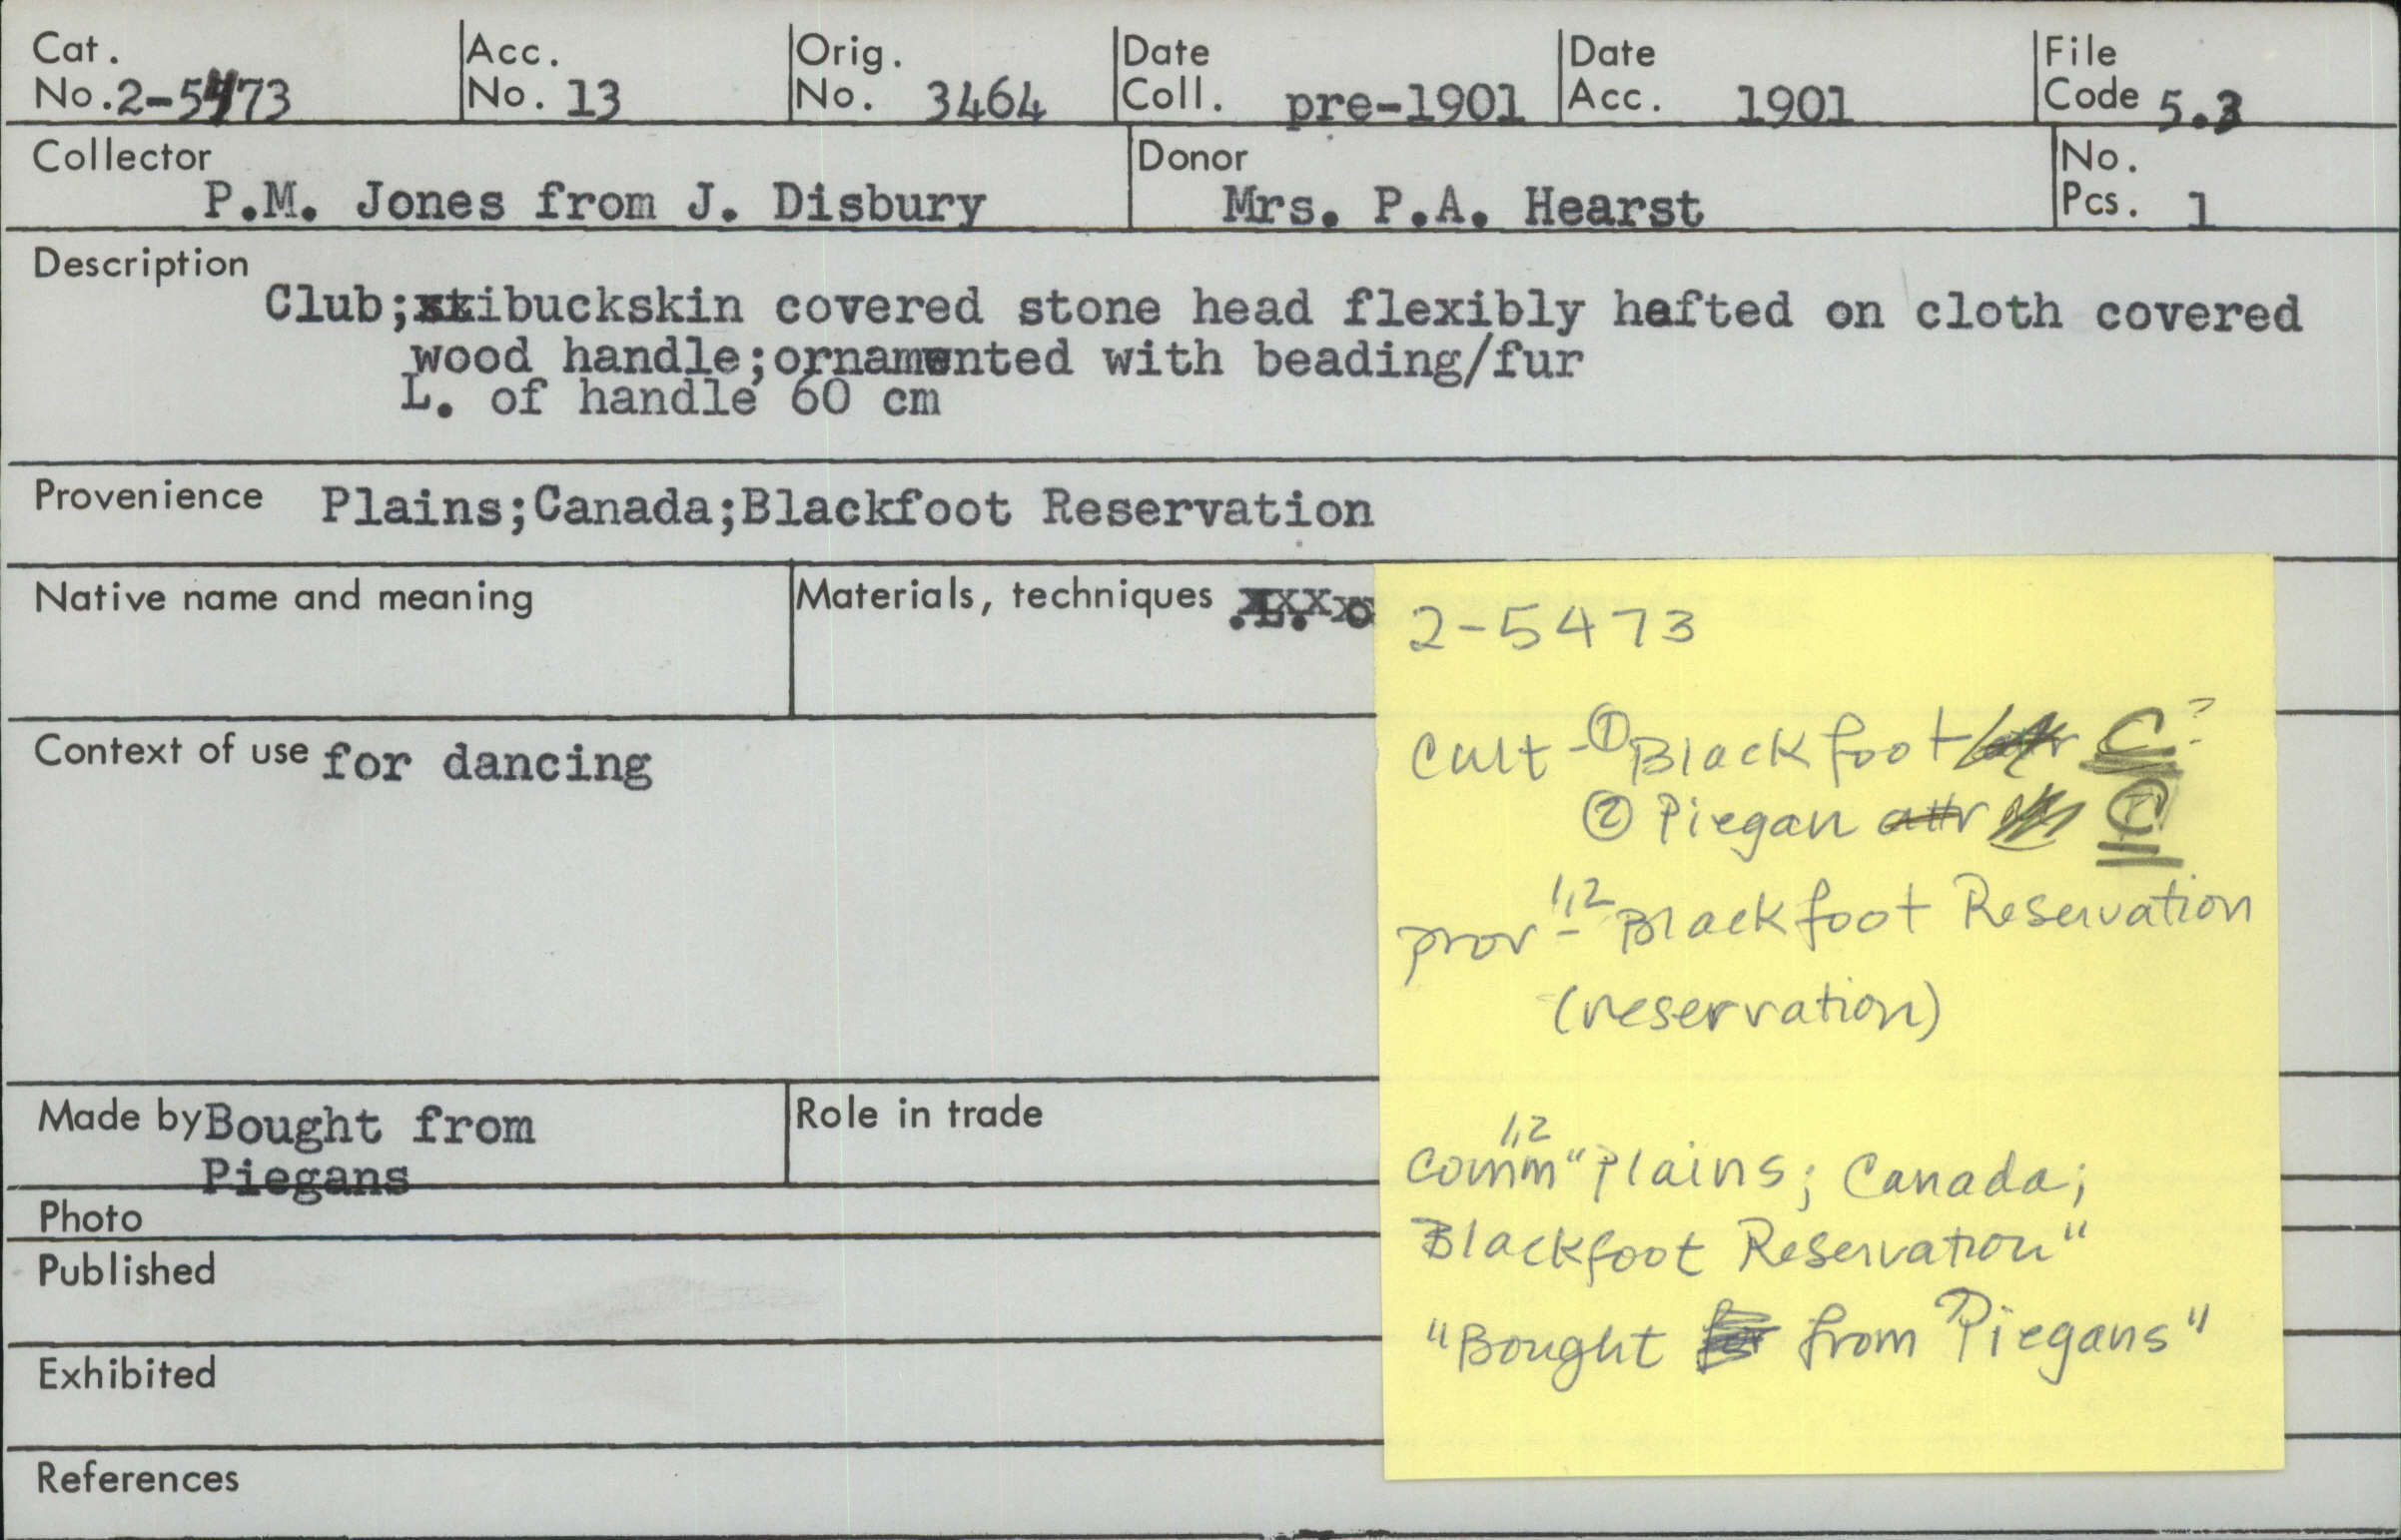 Cat. No. 2-5473
Acc. No. 13
Orig. No. 3464
Date Coll. pre-1901
Date Acc. 1901
File Code 5.3
Collector P.M. Jones from J. Disbury
Donor Mrs. P.A. Hearst
No. Pcs. 1
Description
Club; buckskin covered stone head flexibly hafted on cloth covered
wood handle;ornamented with beading/fur
L. of handle 60 cm
Provenience Plains;Canada;Blackfoot Reservation
Native name and meaning
Materials, techniques
Context of use for dancing
Made by Bought from
Piegans
Role in trade
Photo
Published
Exhibited
References
2-5473
Cult - ① Blackfoot C?
② Piegan attr C
prov 1,2 - Blackfoot Reservation
(reservation)
1,2
Comm "Plains; Canada;
Blackfoot Reservation"
"Bought from Piegans"